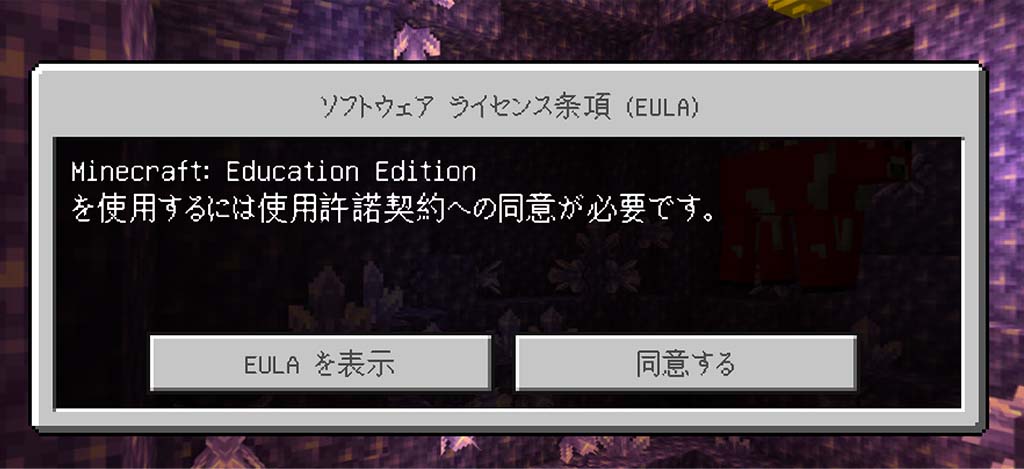 ソフトウェア ライセンス条項 (EULA)
Minecraft: Education Edition
を使用するには使用許諾契約への同意が必要です。
EULA を表示
同意する